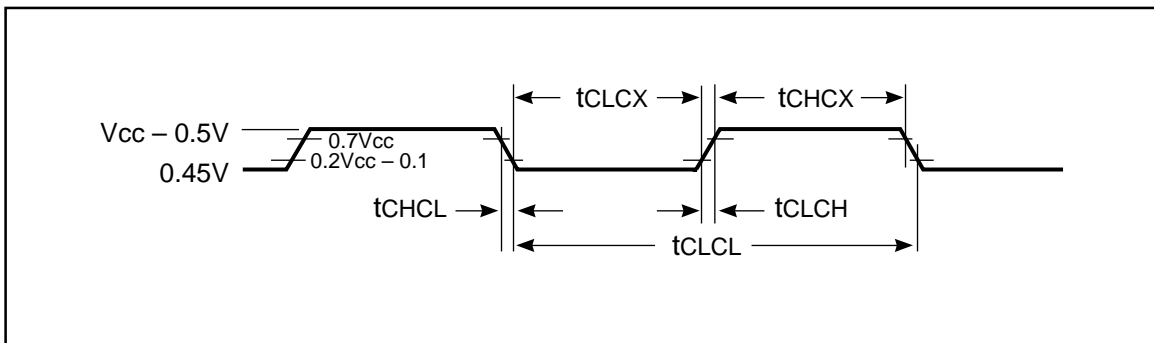 tCLCX
tCHCX
Vcc – 0.5V
0.7Vcc
0.2Vcc – 0.1
0.45V
tCHCL
tCLCH
tCLCL